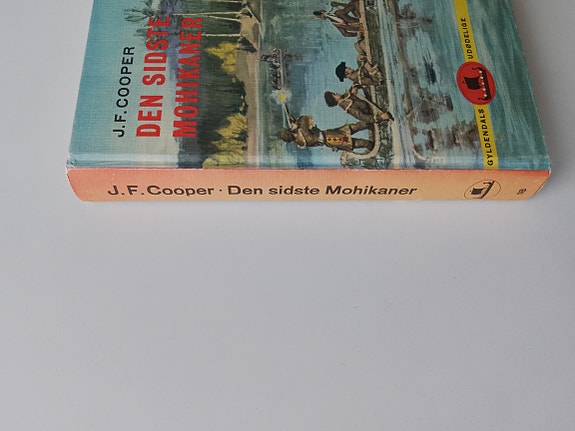 J.F. COOPER
DEN SIDSTE
MOHIKANER
GYLDENDALS UDØDELIGE
J. F. Cooper · Den sidste Mohikaner